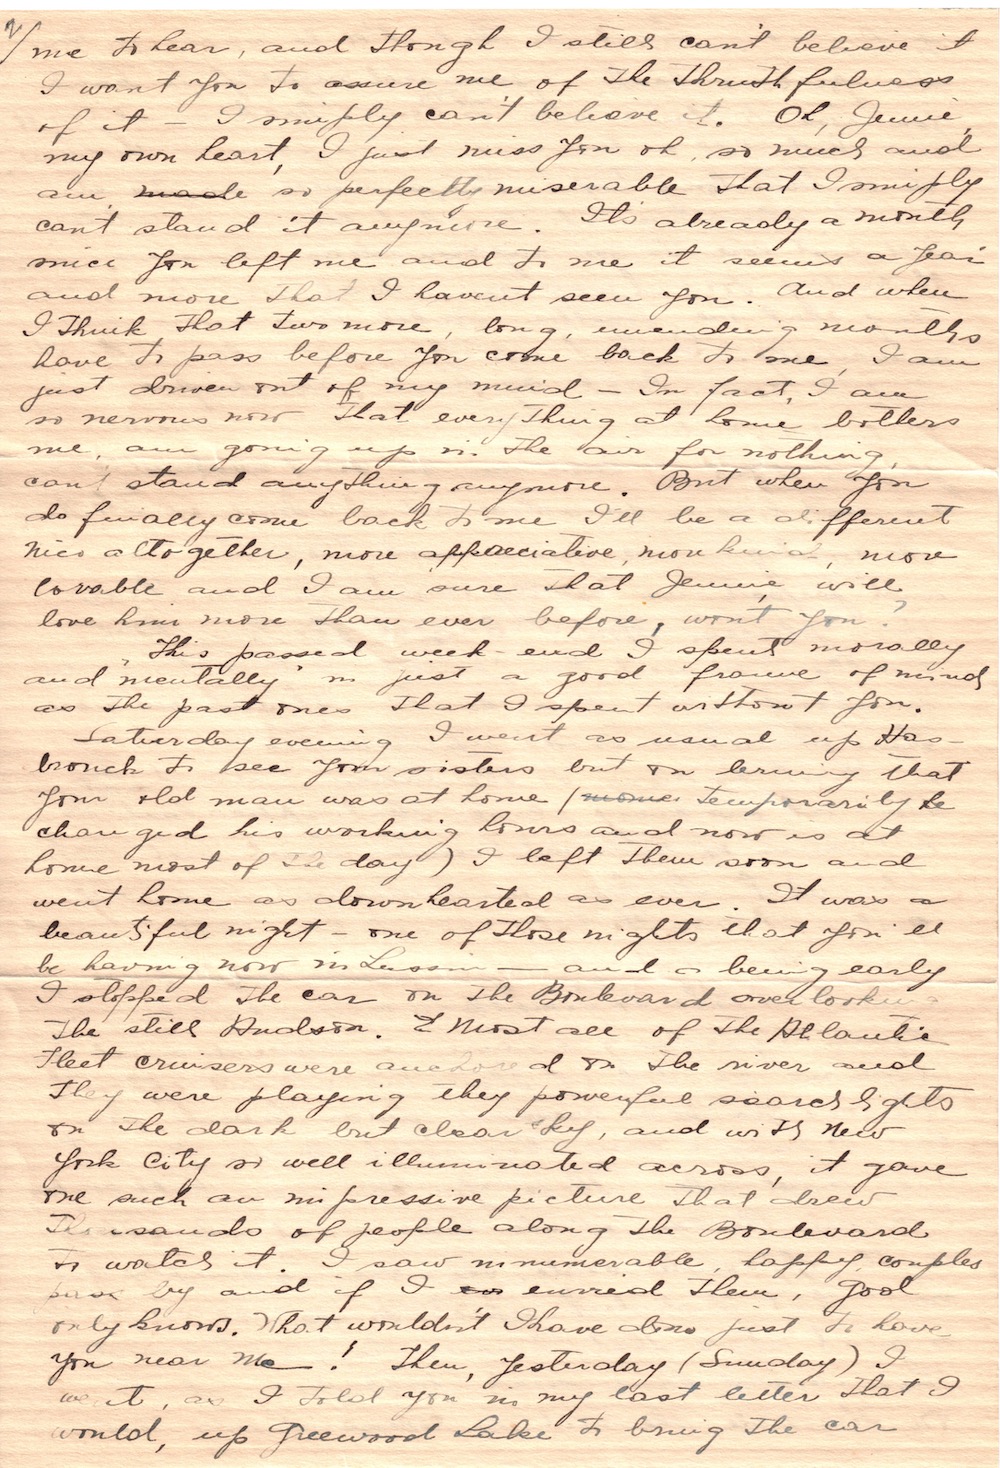 2/
me to hear, and though I still can't believe it
I want you to assure me of the thruthfulness
of it - I simply can't believe it. Oh, Jennie,
my own heart, I just miss you oh, so much and
am, made so perfectly miserable that I simply
can't stand it anymore. It's already a month
since you left me and to me it seems a year
and more that I havent seen you. And when
I think that two more, long, unending months
have to pass before you come back to me, I am
just driven out of my mind - In fact, I am
so nervous now that everything at home bothers
me, am going up in the air for nothing,
can't stand anything anymore. But when you
do finally come back to me I'll be a different
Nico altogether, more appreciative, more kind, more
lovable and I am sure that Jennie, will
love him more than ever before, wont you?
This passed week-end I spent morally
and "mentally" in just a good frame of mind
as the past ones that I spent without you.
Saturday evening I went as usual up Has-
brouck to see your sisters but on lerning that
your old man was at home ( temporarily he
changed his working hours and now is at
home most of the day) I left them soon and
went home as downhearted as ever. It was a
beautiful night - one of those nights that you'll
be having now in Lussin - and a being early
I stopped the car on the Boulevard overlookin
the still Hudson. Most all of the Atlantic
Fleet cruisers were anchored on the river and
they were playing they powerful searchlights
on the dark but clear sky, and with New
York City so well illuminated across, it gave
one such an impressive picture that drew
thousands of people along the Boulevard
to watch it. I saw innumerable, happy, couples
pass by and if I envied them, God
only knows. What wouldn't I have done just to have
you near me! Then, yesterday (Sunday) I
went, as I told you in my last letter that I
would, up Greewood Lake to bring the car